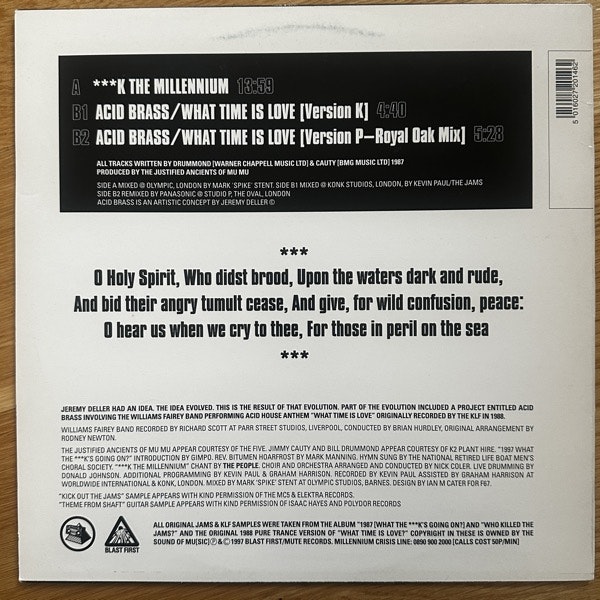 A ***K THE MILLENNIUM 13:59
B1 ACID BRASS/WHAT TIME IS LOVE [Version K] 4:40
B2 ACID BRASS/WHAT TIME IS LOVE [Version P–Royal Oak Mix] 5:28
ALL TRACKS WRITTEN BY DRUMMOND [WARNER CHAPPELL MUSIC LTD] & CAUTY [BMG MUSIC LTD] 1987
PRODUCED BY THE JUSTIFIED ANCIENTS OF MU MU
SIDE A MIXED @ OLYMPIC, LONDON BY MARK 'SPIKE' STENT. SIDE B1 MIXED @ KONK STUDIOS, LONDON, BY KEVIN PAUL/THE JAMS
SIDE B2 REMIXED BY PANASONIC @ STUDIO P, THE OVAL, LONDON
ACID BRASS IS AN ARTISTIC CONCEPT BY JEREMY DELLER ©
5 016027 201462
***
O Holy Spirit, Who didst brood, Upon the waters dark and rude,
And bid their angry tumult cease, And give, for wild confusion, peace:
O hear us when we cry to thee, For those in peril on the sea
***
JEREMY DELLER HAD AN IDEA. THE IDEA EVOLVED. THIS IS THE RESULT OF THAT EVOLUTION. PART OF THE EVOLUTION INCLUDED A PROJECT ENTITLED ACID
BRASS INVOLVING THE WILLIAMS FAIREY BAND PERFORMING ACID HOUSE ANTHEM "WHAT TIME IS LOVE" ORIGINALLY RECORDED BY THE KLF IN 1988.
WILLIAMS FAIREY BAND RECORDED BY RICHARD SCOTT AT PARR STREET STUDIOS, LIVERPOOL, CONDUCTED BY BRIAN HURDLEY, ORIGINAL ARRANGEMENT BY
RODNEY NEWTON.
THE JUSTIFIED ANCIENTS OF MU MU APPEAR COURTESY OF THE FIVE. JIMMY CAUTY AND BILL DRUMMOND APPEAR COURTESY OF K2 PLANT HIRE. "1997 WHAT
THE ***K'S GOING ON?" INTRODUCTION BY GIMPO. REV. BITUMEN HOARFROST BY MARK MANNING. HYMN SUNG BY THE NATIONAL RETIRED LIFE BOAT MEN'S
CHORAL SOCIETY. "***K THE MILLENNIUM" CHANT BY THE PEOPLE. CHOIR AND ORCHESTRA ARRANGED AND CONDUCTED BY NICK COLER. LIVE DRUMMING BY
DONALD JOHNSON. ADDITIONAL PROGRAMMING BY KEVIN PAUL & GRAHAM HARRISON. RECORDED BY KEVIN PAUL ASSISTED BY GRAHAM HARRISON AT
WORLDWIDE INTERNATIONAL & KONK, LONDON. MIXED BY MARK 'SPIKE' STENT AT OLYMPIC STUDIOS, BARNES. DESIGN BY IAN M CATER FOR F67.
"KICK OUT THE JAMS" SAMPLE APPEARS WITH KIND PERMISSION OF THE MC5 & ELEKTRA RECORDS.
"THEME FROM SHAFT" GUITAR SAMPLE APPEARS WITH KIND PERMISSION OF ISAAC HAYES AND POLYDOR RECORDS
BLAST FIRST
ALL ORIGINAL JAMS & KLF SAMPLES WERE TAKEN FROM THE ALBUM "1987 [WHAT THE ***K'S GOING ON?] AND "WHO KILLED THE
JAMS?" AND THE ORIGINAL 1988 PURE TRANCE VERSION OF "WHAT TIME IS LOVE?" COPYRIGHT IN THESE IS OWNED BY THE
SOUND OF MU[SIC] ℗ & © 1997 BLAST FIRST/MUTE RECORDS. MILLENNIUM CRISIS LINE: 0890 900 2000 [CALLS COST 50P/MIN]